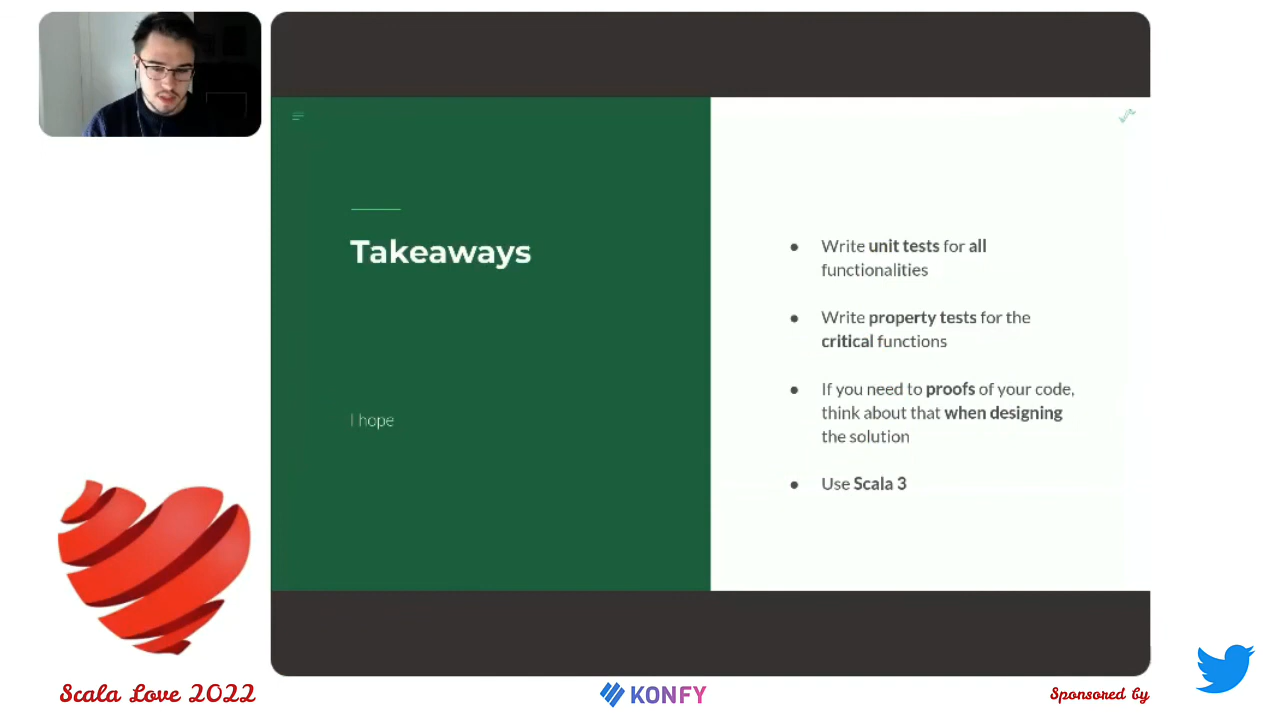 Takeaways
I hope
● Write unit tests for all
functionalities
● Write property tests for the
critical functions
● If you need to proofs of your code,
think about that when designing
the solution
● Use Scala 3
Scala Love 2022
KONFY
Sponsored by